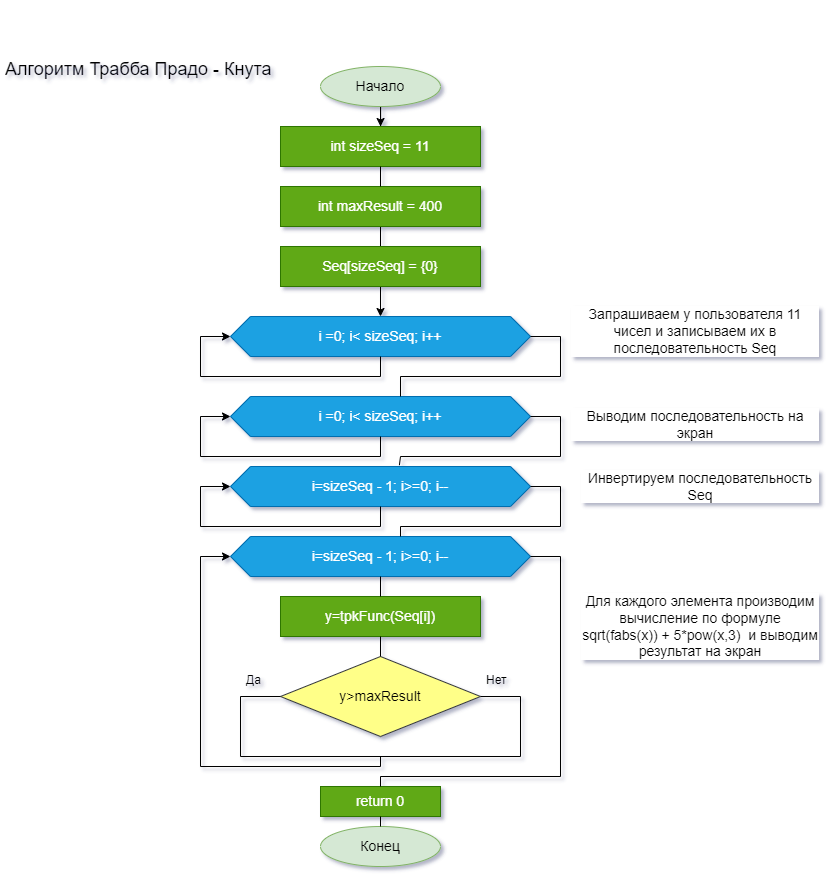 Алгоритм Трабба Прадо - Кнута
Начало
int sizeSeq = 11
int maxResult = 400
Seq[sizeSeq] = {0}
i =0; i< sizeSeq; i++
Запрашиваем у пользователя 11
чисел и записываем их в
последовательность Seq
i =0; i< sizeSeq; i++
Выводим последовательность на
экран
i=sizeSeq - 1; i>=0; i--
Инвертируем последовательность
Seq
i=sizeSeq - 1; i>=0; i--
y=tpkFunc(Seq[i])
Для каждого элемента производим
вычисление по формуле
sqrt(fabs(x)) + 5*pow(x,3) и выводим
результат на экран
Да
Нет
y>maxResult
return 0
Конец